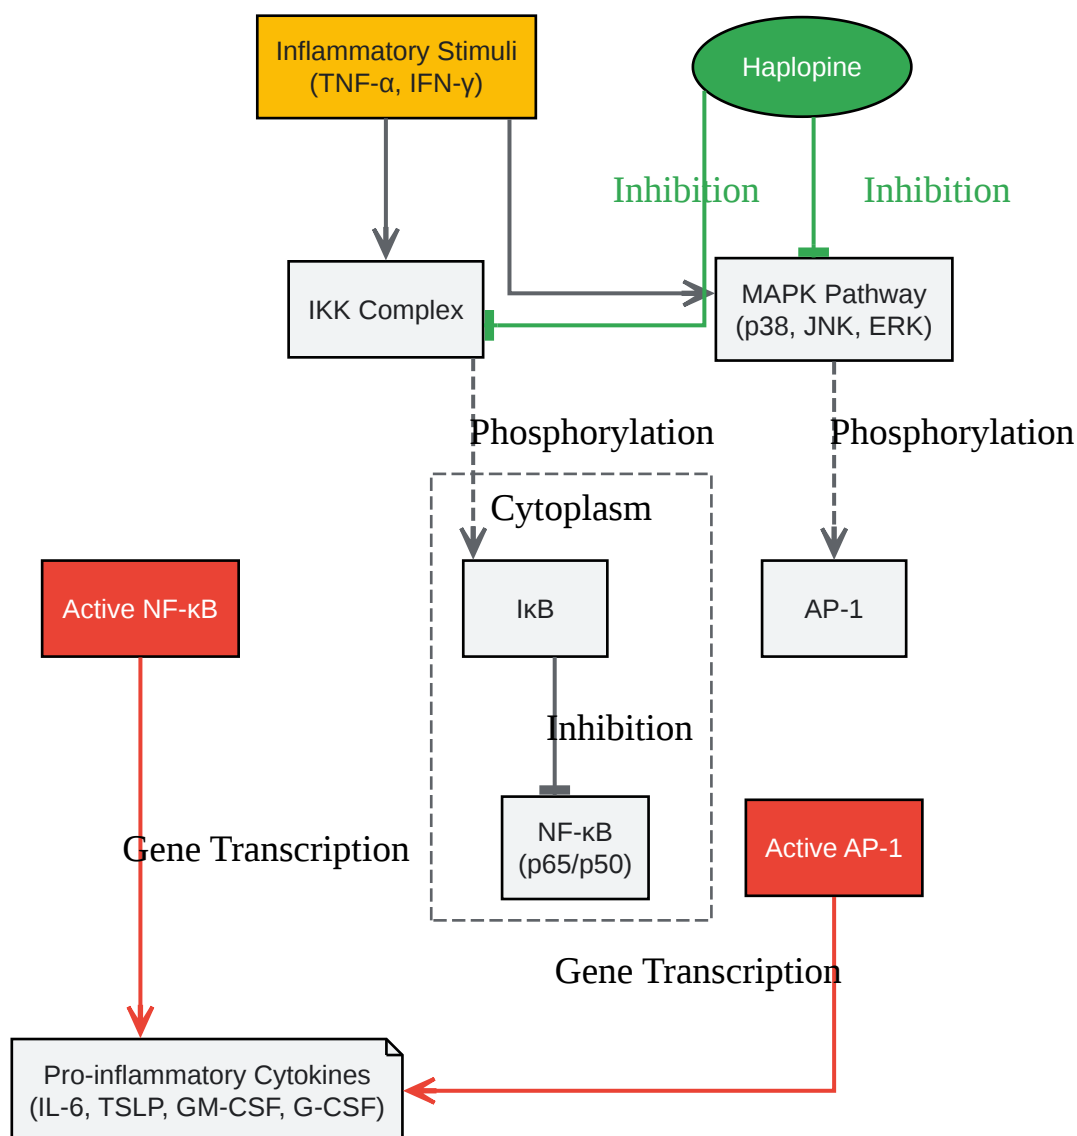 Inflammatory Stimuli
(TNF-α, IFN-γ)
Haplopine
Inhibition
Inhibition
IKK Complex
MAPK Pathway
(p38, JNK, ERK)
Phosphorylation
Phosphorylation
Cytoplasm
Active NF-κB
IκB
AP-1
Inhibition
NF-κB
(p65/p50)
Gene Transcription
Active AP-1
Gene Transcription
Pro-inflammatory Cytokines
(IL-6, TSLP, GM-CSF, G-CSF)